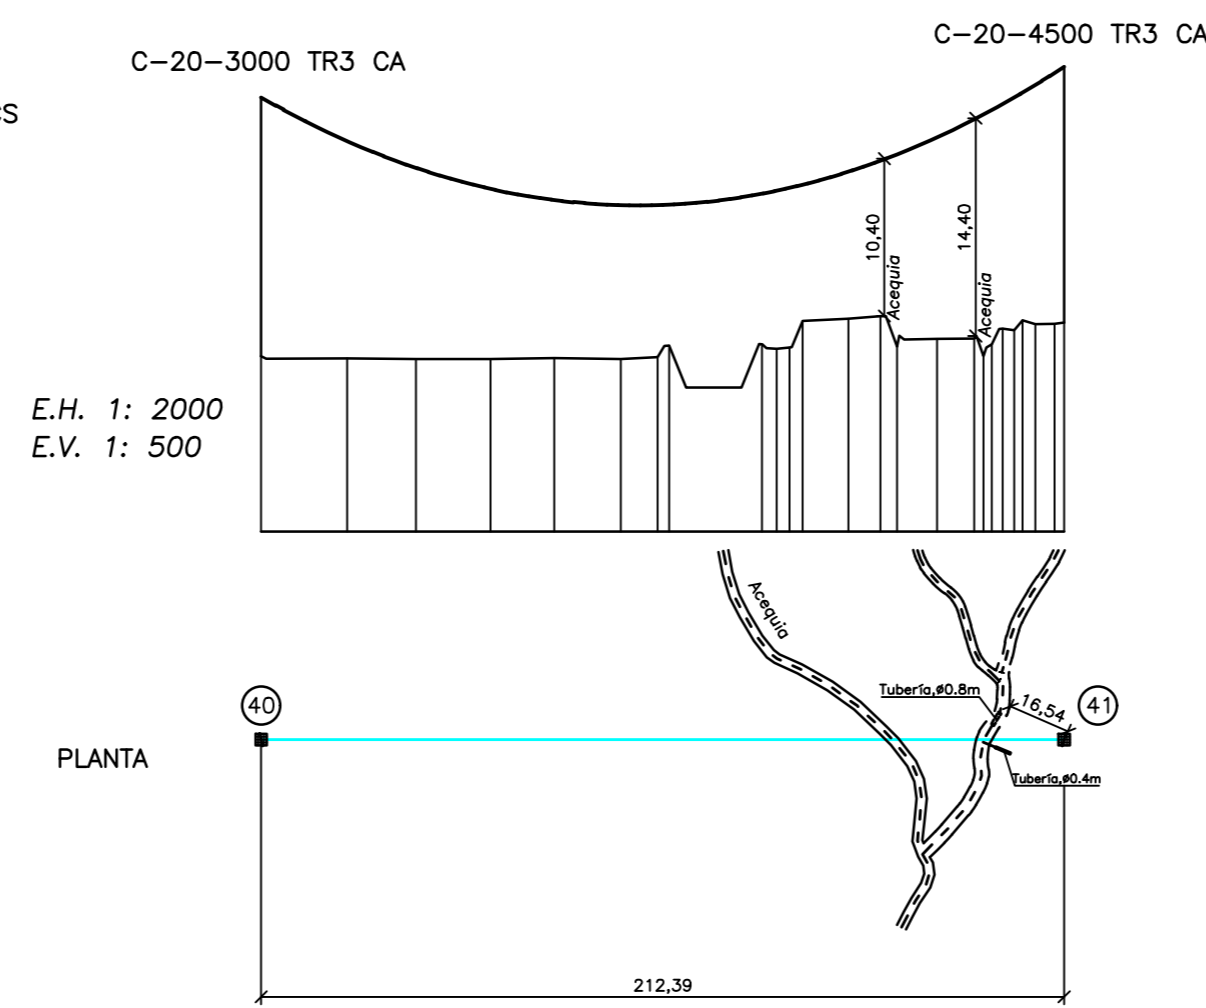 C-20-4500 TR3 CA
C-20-3000 TR3 CA
10,40
Acequia
14,40
Acequia
E.H. 1: 2000
E.V. 1: 500
Acequia
Tubería,ø0.8m
16,54
40
41
PLANTA
Tubería,ø0.4m
212,39